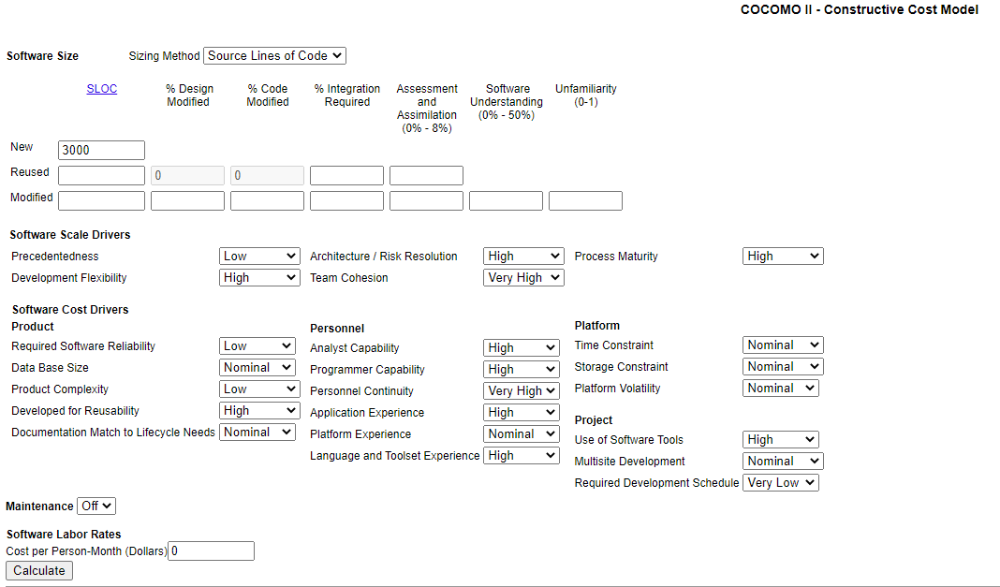 COCOMO II - Constructive Cost Model
Software Size Sizing Method Source Lines of Code
SLOC % Design Modified % Code Modified % Integration Required Assessment and Assimilation (0% - 8%) Software Understanding (0% - 50%) Unfamiliarity (0-1)
New 3000
Reused 0 0
Modified
Software Scale Drivers
Precedentedness Low Architecture / Risk Resolution High Process Maturity High
Development Flexibility High Team Cohesion Very High
Software Cost Drivers
Product
Required Software Reliability Low
Data Base Size Nominal
Product Complexity Low
Developed for Reusability High
Documentation Match to Lifecycle Needs Nominal
Personnel
Analyst Capability High
Programmer Capability High
Personnel Continuity Very High
Application Experience High
Platform Experience Nominal
Language and Toolset Experience High
Platform
Time Constraint Nominal
Storage Constraint Nominal
Platform Volatility Nominal
Project
Use of Software Tools High
Multisite Development Nominal
Required Development Schedule Very Low
Maintenance Off
Software Labor Rates
Cost per Person-Month (Dollars) 0
Calculate